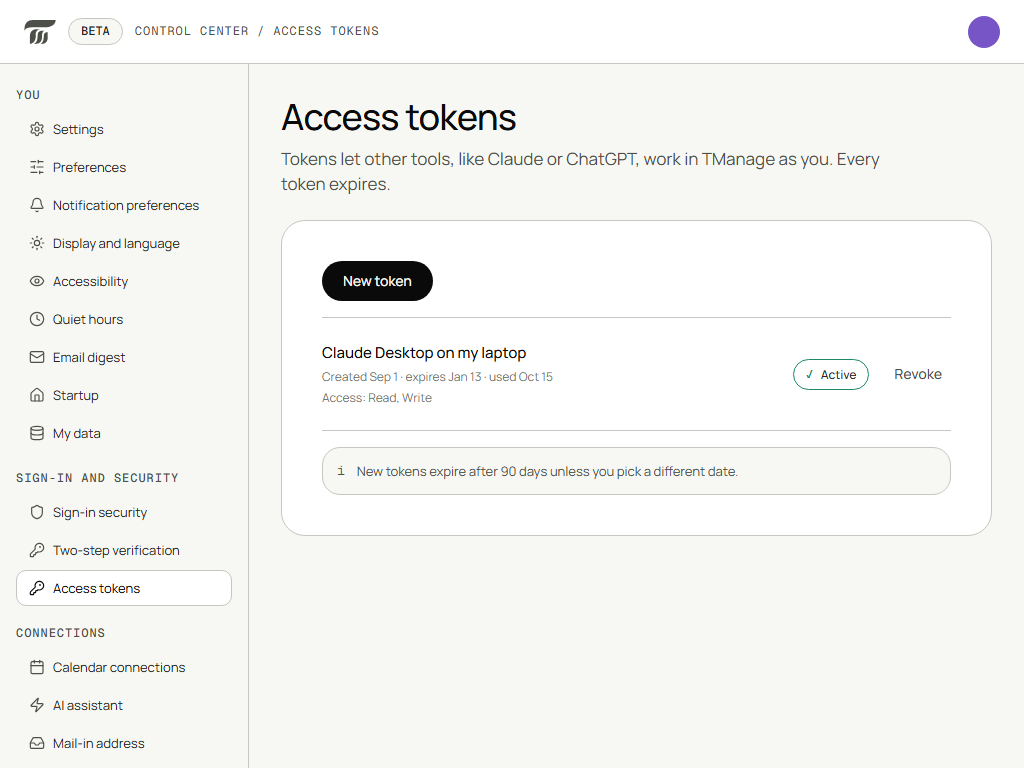 BETA
CONTROL CENTER / ACCESS TOKENS
YOU
Settings
Preferences
Notification preferences
Display and language
Accessibility
Quiet hours
Email digest
Startup
My data
SIGN-IN AND SECURITY
Sign-in security
Two-step verification
Access tokens
CONNECTIONS
Calendar connections
AI assistant
Mail-in address
Access tokens
Tokens let other tools, like Claude or ChatGPT, work in TManage as you. Every
token expires.
New token
Claude Desktop on my laptop
Created Sep 1 · expires Jan 13 · used Oct 15
Access: Read, Write
✓ Active
Revoke
i New tokens expire after 90 days unless you pick a different date.